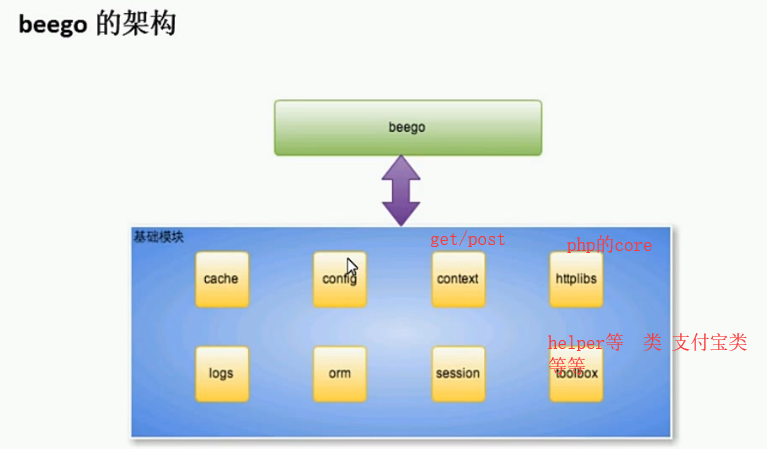 beego 的架构
beego
基础模块
get/post
php的core
cache
config
context
httplibs
helper等 类 支付宝类
等等
logs
orm
session
toolbox